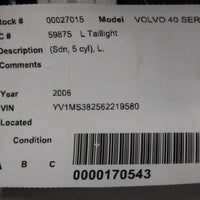 Stock # 00027015 Model VOLVO 40 SER
C # 59875 L Taillight
Description (Sdn, 5 cyl), L.
Comments
Year 2006
VIN YV1MS382562219580
Located
Condition
A B C 0000170543